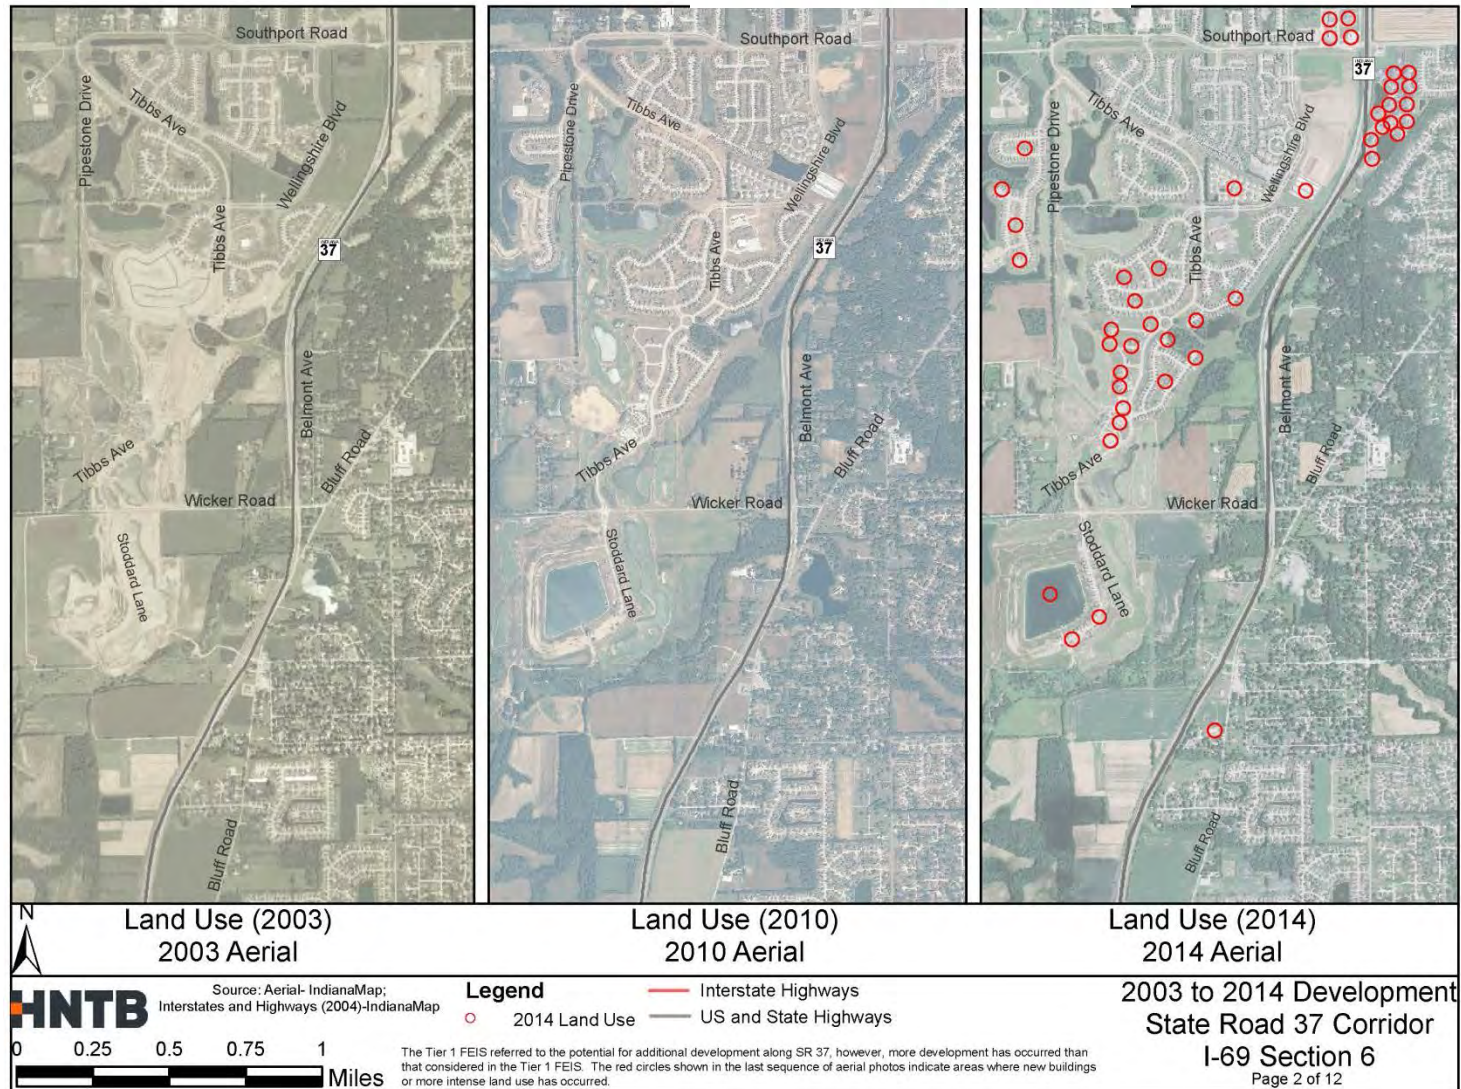 Southport Road
Pipestone Drive
Tibbs Ave
Wellingshire Blvd
Tibbs Ave
37
Belmont Ave
Bluff Road
Tibbs Ave
Wicker Road
Stoddard Lane
Bluff Road
Southport Road
Pipestone Drive
Tibbs Ave
Wellingshire Blvd
Tibbs Ave
37
Belmont Ave
Bluff Road
Tibbs Ave
Wicker Road
Stoddard Lane
Bluff Road
Southport Road
37
Tibbs Ave
Pipestone Drive
Wellingshire Blvd
Tibbs Ave
Belmont Ave
Bluff Road
Tibbs Ave
Wicker Road
Stoddard Lane
Bluff Road
N
Land Use (2003)
2003 Aerial
Land Use (2010)
2010 Aerial
Land Use (2014)
2014 Aerial
HNTB
Source: Aerial- IndianaMap;
Interstates and Highways (2004)-IndianaMap
0 0.25 0.5 0.75 1
Miles
Legend
2014 Land Use
Interstate Highways
US and State Highways
The Tier 1 FEIS referred to the potential for additional development along SR 37, however, more development has occurred than
that considered in the Tier 1 FEIS. The red circles shown in the last sequence of aerial photos indicate areas where new buildings
or more intense land use has occurred.
2003 to 2014 Development
State Road 37 Corridor
I-69 Section 6
Page 2 of 12